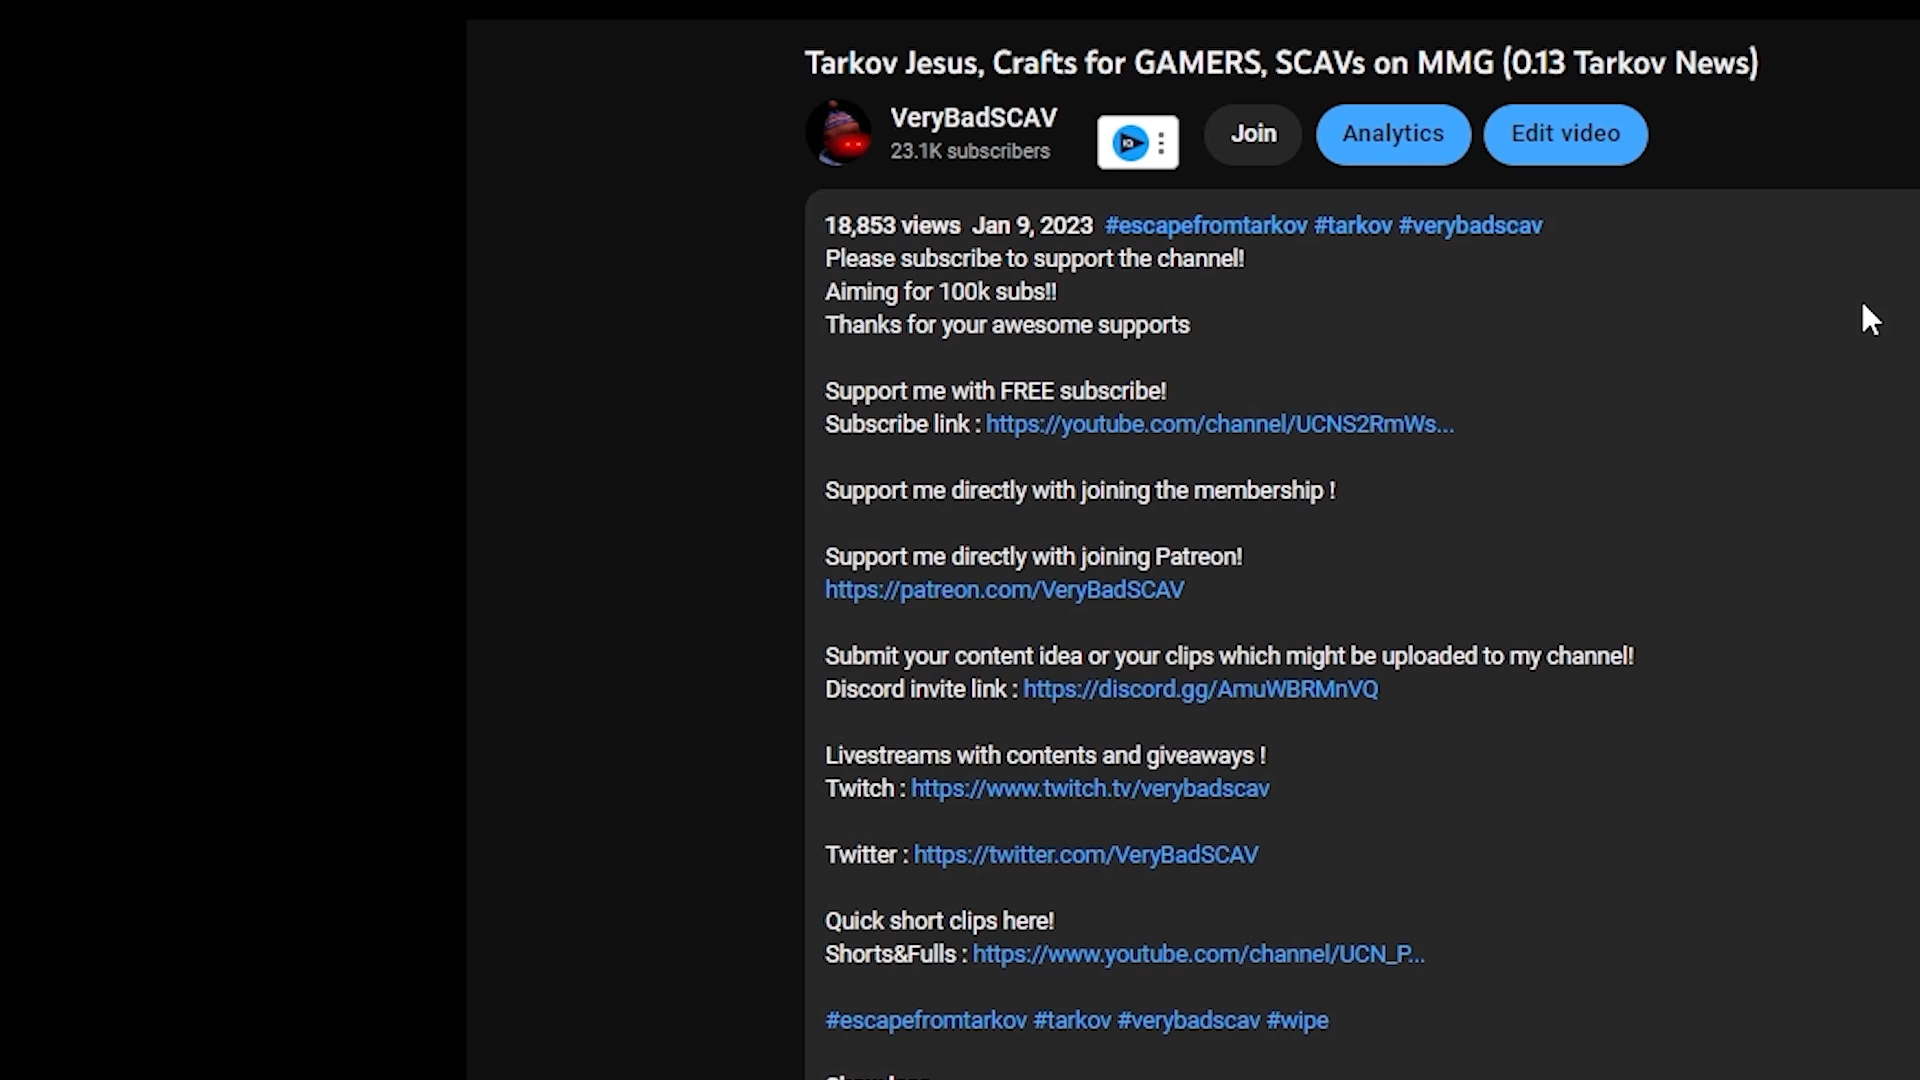 Tarkov Jesus, Crafts for GAMERS, SCAVs on MMG (0.13 Tarkov News)
VeryBadSCAV
23.1K subscribers
Join
Analytics
Edit video
18,853 views Jan 9, 2023 #escapefromtarkov #tarkov #verybadscav
Please subscribe to support the channel!
Aiming for 100k subs!!
Thanks for your awesome supports
Support me with FREE subscribe!
Subscribe link : https://youtube.com/channel/UCNS2RmWs...
Support me directly with joining the membership !
Support me directly with joining Patreon!
https://patreon.com/VeryBadSCAV
Submit your content idea or your clips which might be uploaded to my channel!
Discord invite link : https://discord.gg/AmuWBRMnVQ
Livestreams with contents and giveaways !
Twitch : https://www.twitch.tv/verybadscav
Twitter : https://twitter.com/VeryBadSCAV
Quick short clips here!
Shorts&Fulls : https://www.youtube.com/channel/UCN_P...
#escapefromtarkov #tarkov #verybadscav #wipe